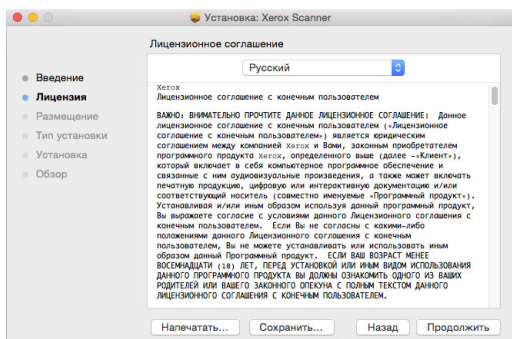 Установка: Xerox Scanner
Лицензионное соглашение
Введение
Лицензия
Размещение
Тип установки
Установка
Обзор
Русский
Xerox
Лицензионное соглашение с конечным пользователем
ВАЖНО: ВНИМАТЕЛЬНО ПРОЧТИТЕ ДАННОЕ ЛИЦЕНЗИОННОЕ СОГЛАШЕНИЕ: Данное
лицензионное соглашение с конечным пользователем («Лицензионное
соглашение с конечным пользователем») является юридическим
соглашением между компанией Xerox и Вами, законным приобретателем
программного продукта Xerox, определенного выше (далее -«Клиент»),
который включает в себя компьютерное программное обеспечение и
связанные с ним аудиовизуальные произведения, а также может включать
печатную продукцию, цифровую или интерактивную документацию и/или
соответствующий носитель (совместно именуемые «Программный продукт»).
Устанавливая и/или иным образом используя данный программный продукт,
Вы выражаете согласие с условиями данного Лицензионного соглашения с
конечным пользователем. Если Вы не согласны с какими-либо
положениями данного Лицензионного соглашения с конечным
пользователем, Вы не можете устанавливать или использовать иным
образом данный Программный продукт. ЕСЛИ ВАШ ВОЗРАСТ МЕНЕЕ
ВОСЕМНАДЦАТИ (18) ЛЕТ, ПЕРЕД УСТАНОВКОЙ ИЛИ ИНЫМ ВИДОМ ИСПОЛЬЗОВАНИЯ
ДАННОГО ПРОГРАММНОГО ПРОДУКТА ВЫ ДОЛЖНЫ ОЗНАКОМИТЬ ОДНОГО ИЗ ВАШИХ
РОДИТЕЛЕЙ ИЛИ ВАШЕГО ЗАКОННОГО ОПЕКУНА С ПОЛНЫМ ТЕКСТОМ ДАННОГО
ЛИЦЕНЗИОННОГО СОГЛАШЕНИЯ С КОНЕЧНЫМ ПОЛЬЗОВАТЕЛЕМ.
Напечатать... Сохранить... Назад Продолжить